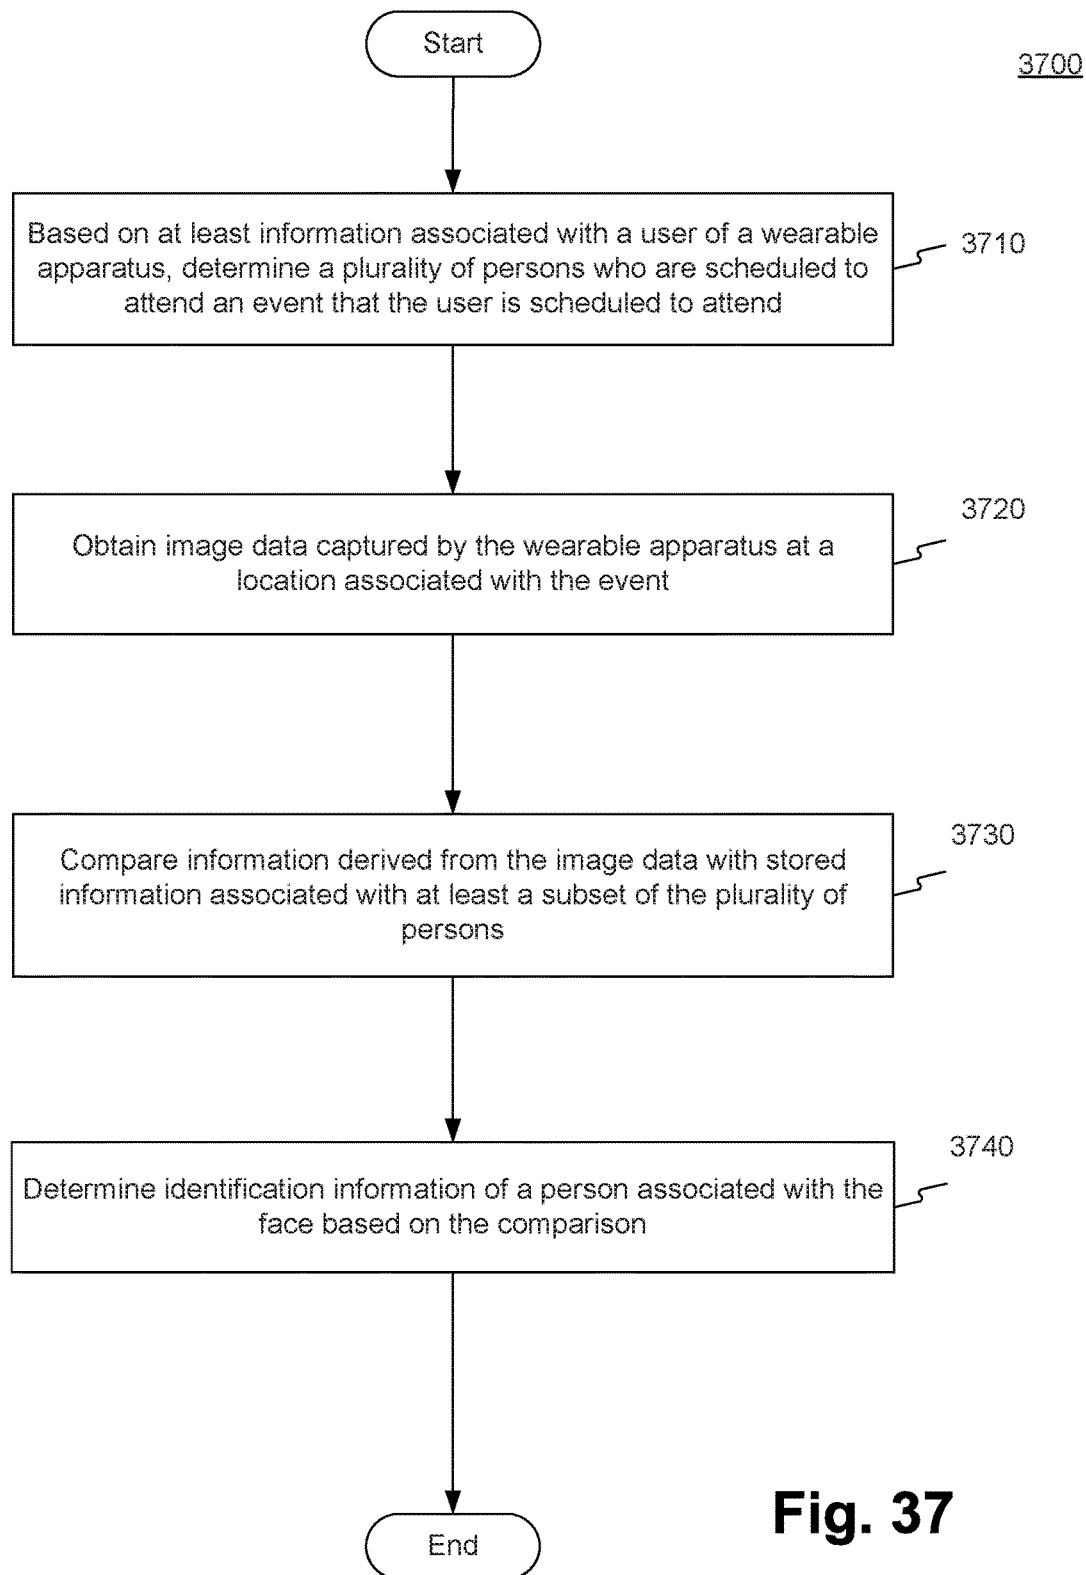 Start
3700
Based on at least information associated with a user of a wearable
apparatus, determine a plurality of persons who are scheduled to
attend an event that the user is scheduled to attend
3710
Obtain image data captured by the wearable apparatus at a
location associated with the event
3720
Compare information derived from the image data with stored
information associated with at least a subset of the plurality of
persons
3730
Determine identification information of a person associated with the
face based on the comparison
3740
End
Fig. 37